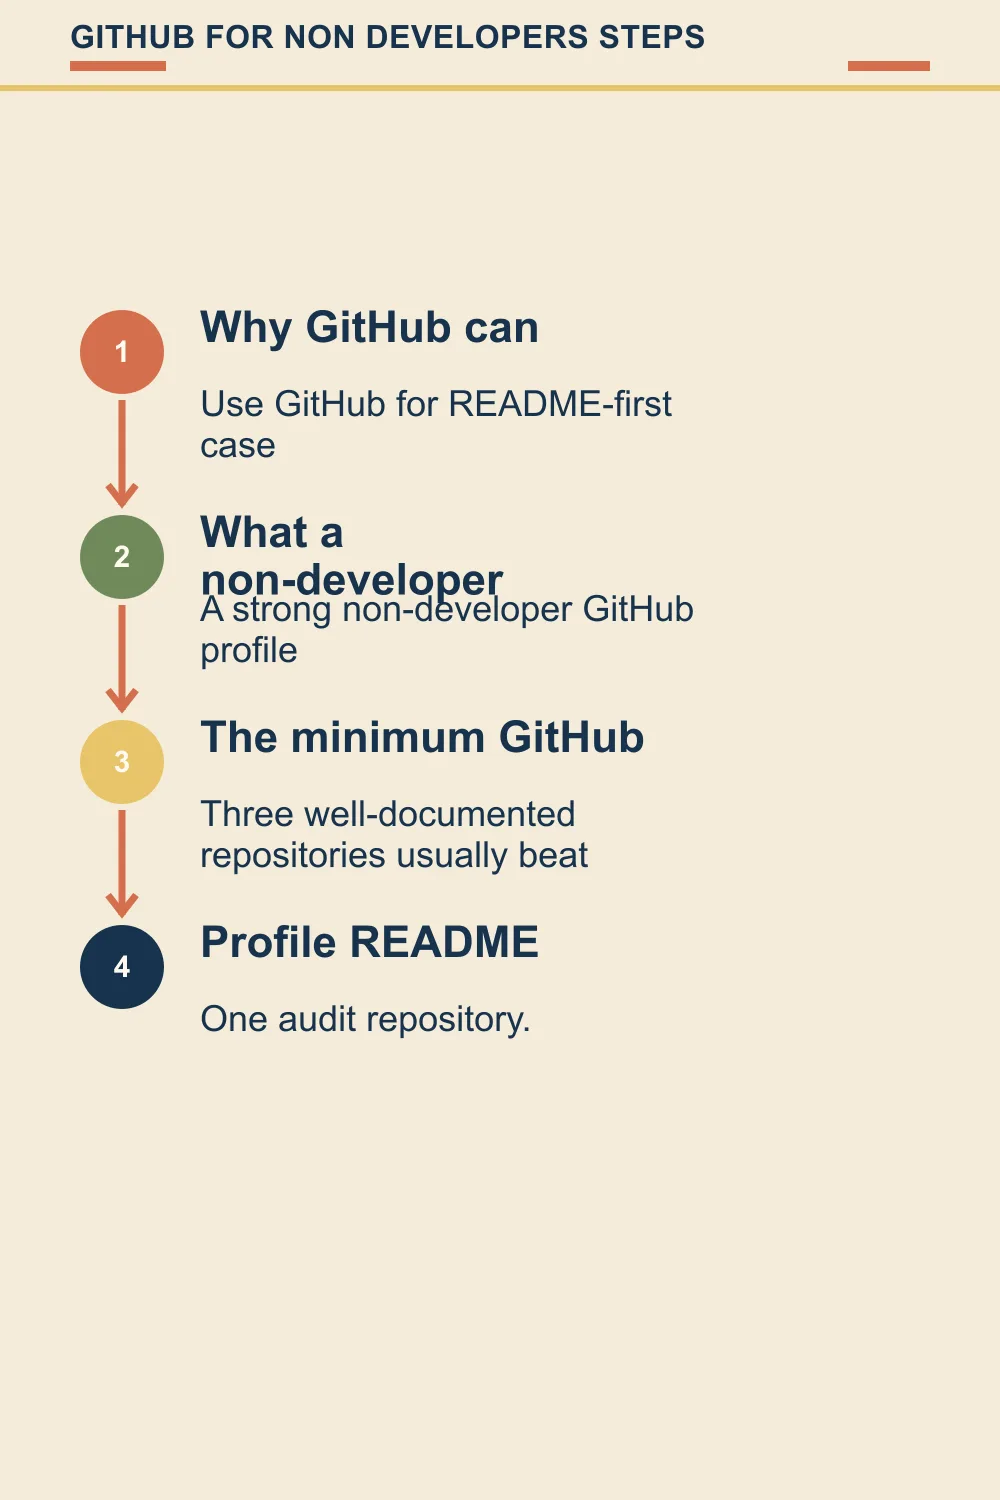 GITHUB FOR NON DEVELOPERS STEPS
1
Why GitHub can
Use GitHub for README-first
case
2
What a
non-developer
A strong non-developer GitHub
profile
3
The minimum GitHub
Three well-documented
repositories usually beat
4
Profile README
One audit repository.